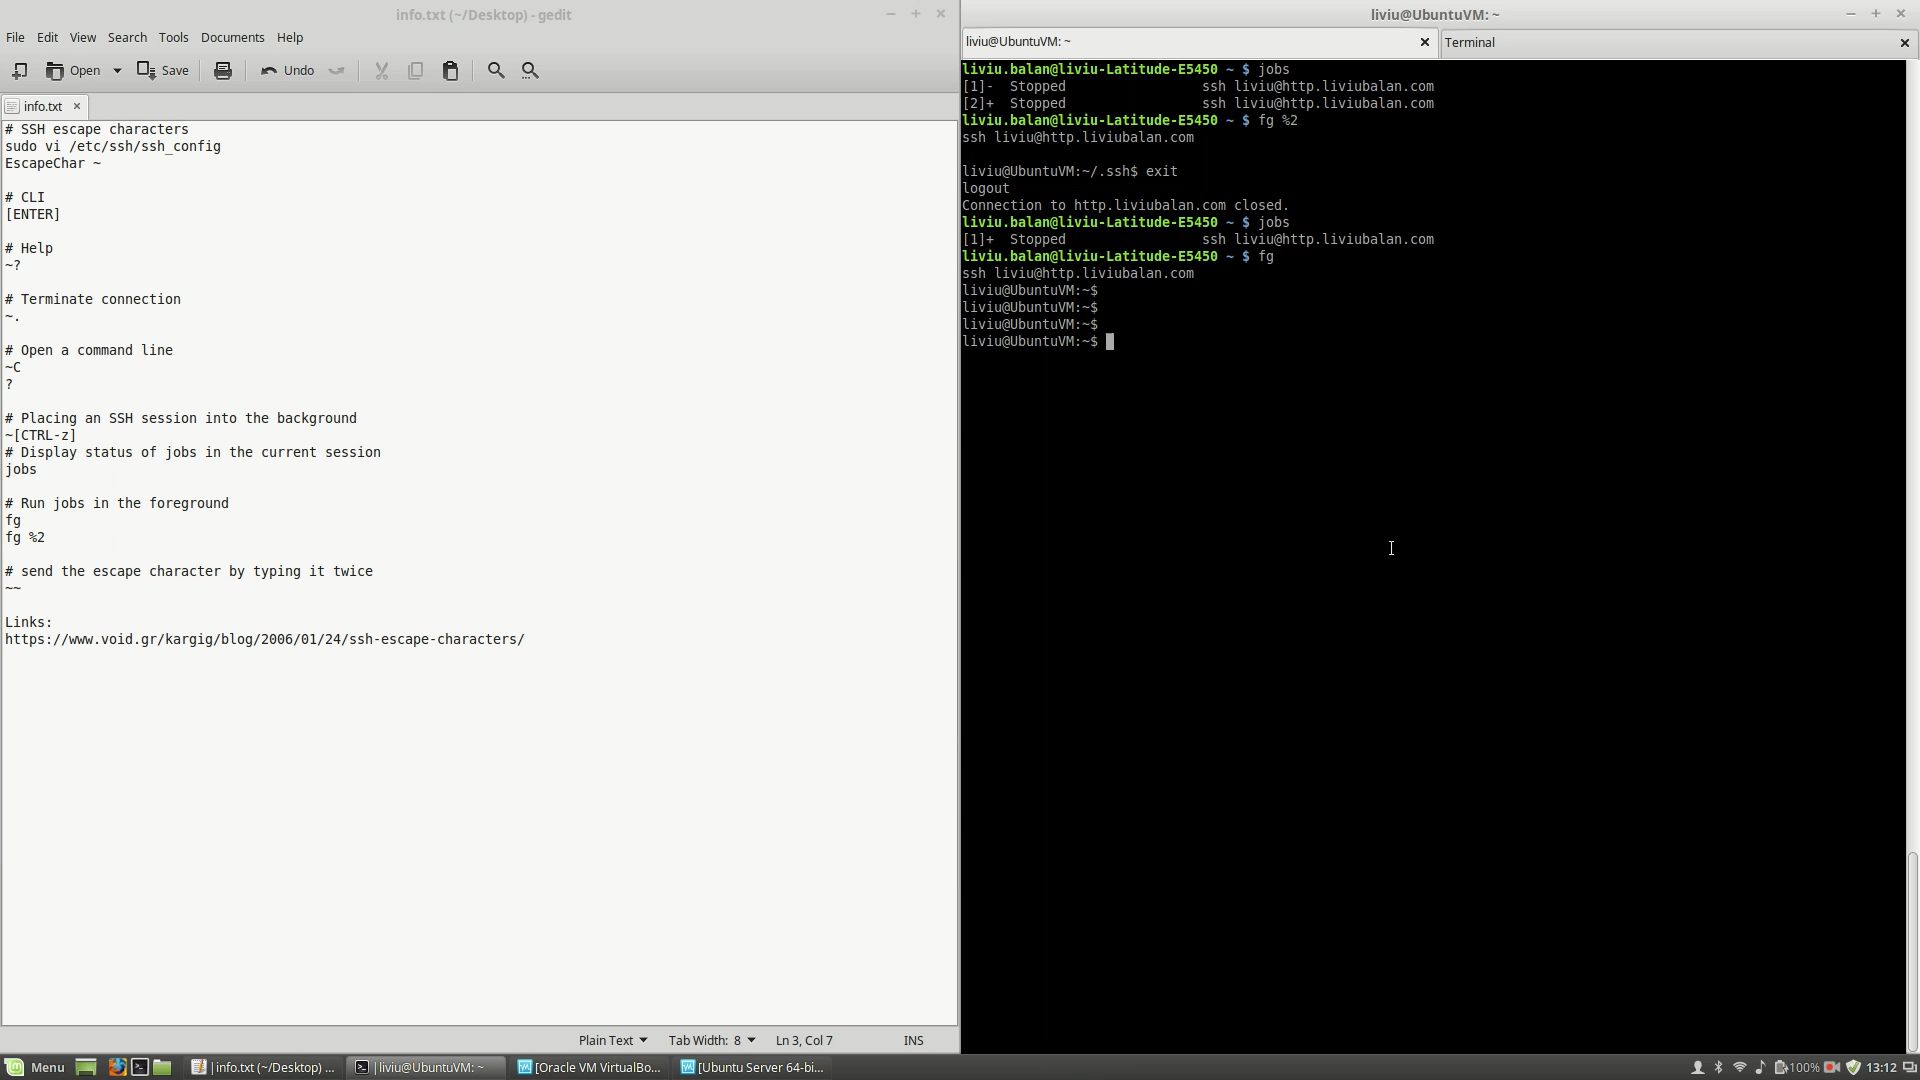 info.txt (~/Desktop) - gedit
File Edit View Search Tools Documents Help
Open Save Undo
info.txt
# SSH escape characters
sudo vi /etc/ssh/ssh_config
EscapeChar ~
# CLI
[ENTER]
# Help
~?
# Terminate connection
~.
# Open a command line
~C
?
# Placing an SSH session into the background
~[CTRL-z]
# Display status of jobs in the current session
jobs
# Run jobs in the foreground
fg
fg %2
# send the escape character by typing it twice
~~
Links:
https://www.void.gr/kargig/blog/2006/01/24/ssh-escape-characters/
Plain Text Tab Width: 8 Ln 3, Col 7 INS
liviu@UbuntuVM: ~
liviu@UbuntuVM: ~ Terminal
liviu.balan@liviu-Latitude-E5450 ~ $ jobs
[1]-  Stopped                 ssh liviu@http.liviubalan.com
[2]+  Stopped                 ssh liviu@http.liviubalan.com
liviu.balan@liviu-Latitude-E5450 ~ $ fg %2
ssh liviu@http.liviubalan.com
liviu@UbuntuVM:~/.ssh$ exit
logout
Connection to http.liviubalan.com closed.
liviu.balan@liviu-Latitude-E5450 ~ $ jobs
[1]+  Stopped                 ssh liviu@http.liviubalan.com
liviu.balan@liviu-Latitude-E5450 ~ $ fg
ssh liviu@http.liviubalan.com
liviu@UbuntuVM:~$
liviu@UbuntuVM:~$
liviu@UbuntuVM:~$
liviu@UbuntuVM:~$
Menu |info.txt (~/Desktop) ... |liviu@UbuntuVM: ~ [Oracle VM VirtualBo... [Ubuntu Server 64-bi... 100% 13:12